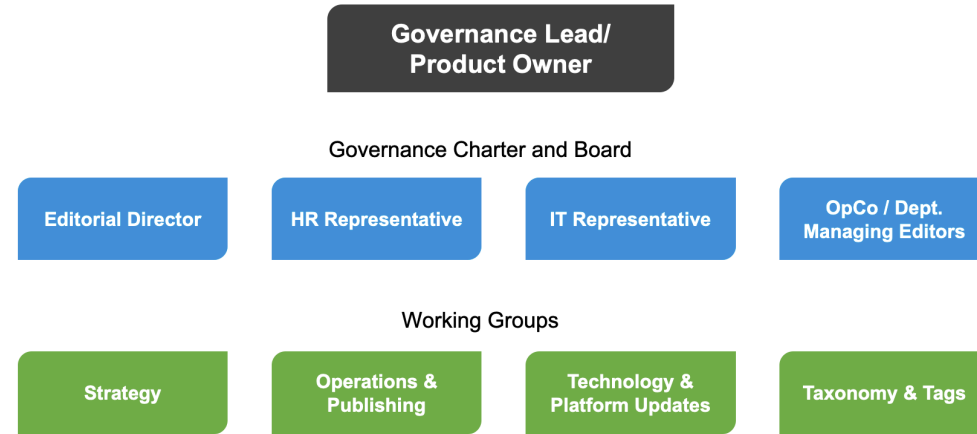 Governance Lead/
Product Owner
Governance Charter and Board
Editorial Director
HR Representative
IT Representative
OpCo / Dept.
Managing Editors
Working Groups
Strategy
Operations &
Publishing
Technology &
Platform Updates
Taxonomy & Tags